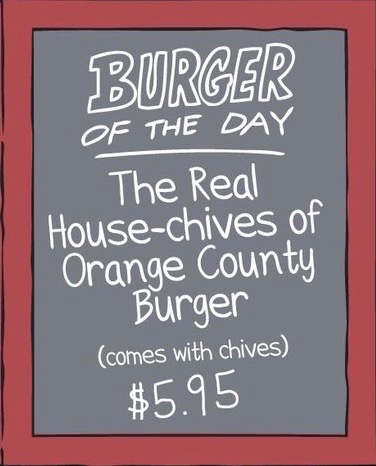 BURGER
OF THE DAY
The Real
House-chives of
Orange County
Burger
(comes with chives)
$5.95